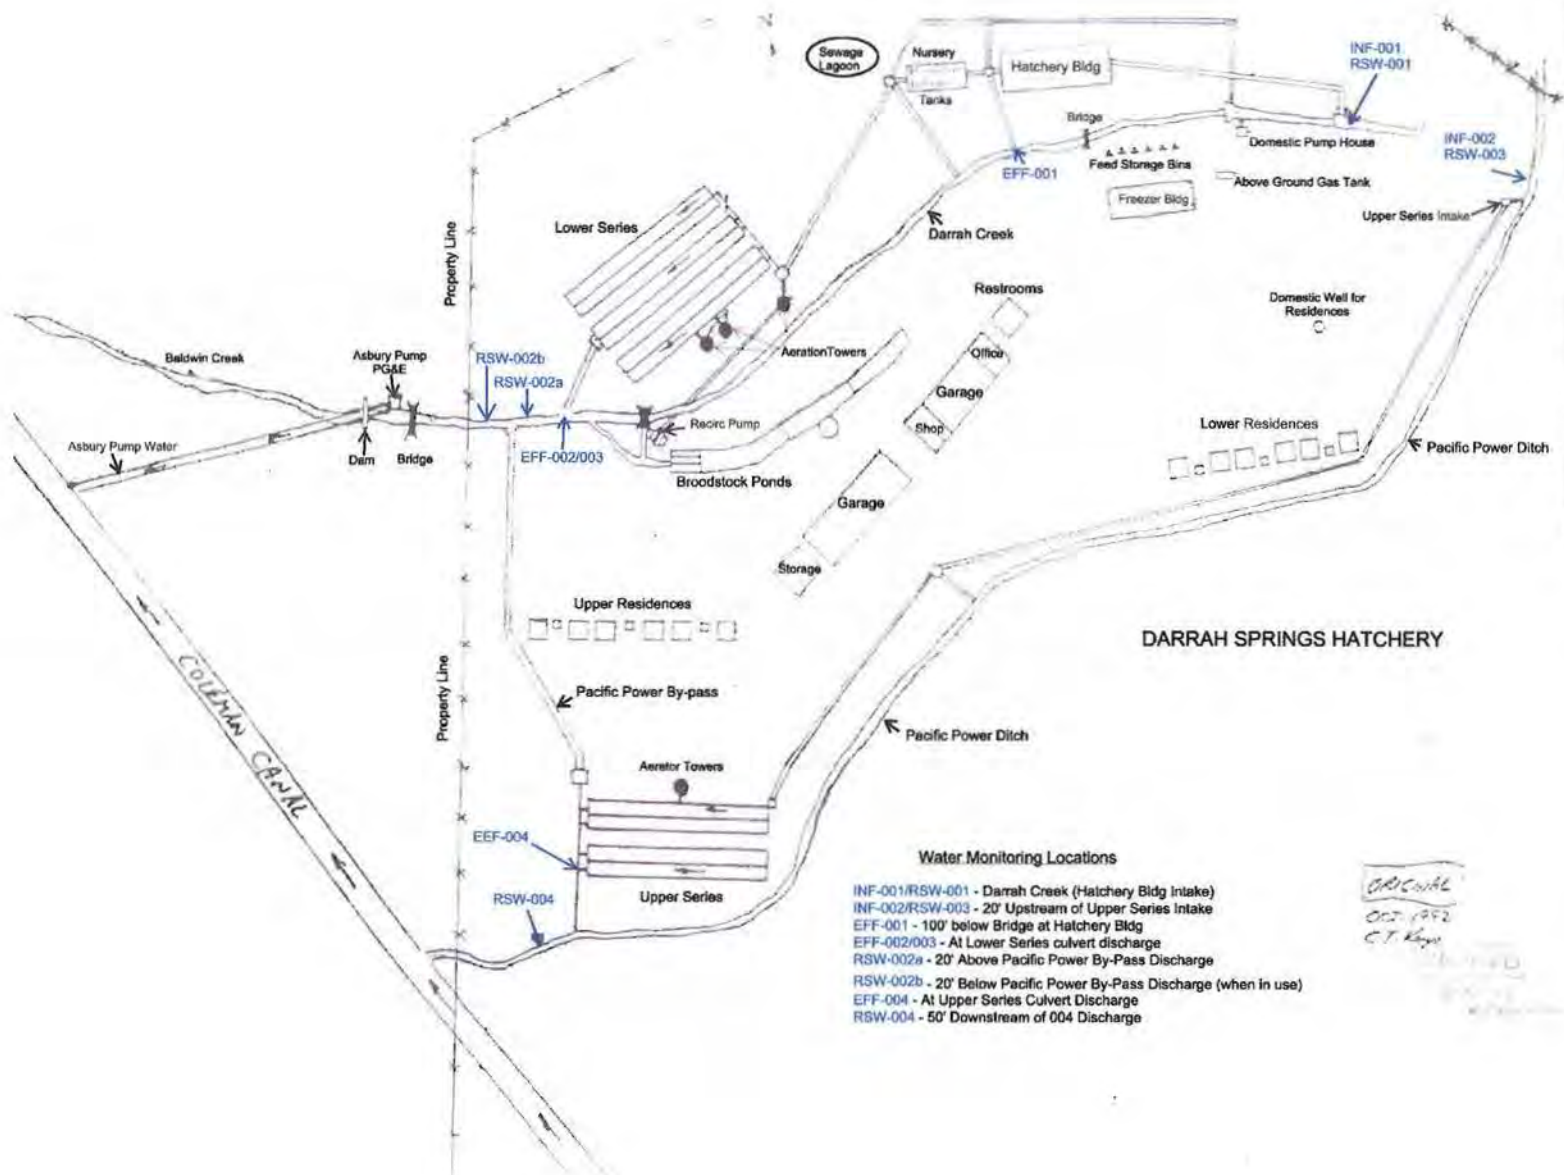 Sewage
Lagoon
Nursery
Tanks
Hatchery Bldg
INF-001
RSW-001
Bridge
Domestic Pump House
INF-002
RSW-003
EFF-001
Feed Storage Bins
Above Ground Gas Tank
Freezer Bldg
Upper Series Intake
Lower Series
Darrah Creek
Property Line
Restrooms
Domestic Well for
Residences
Baldwin Creek
Asbury Pump
PG&E
RSW-002b
RSW-002a
AerationTowers
Office
Garage
Shop
Recirc Pump
Lower Residences
Pacific Power Ditch
Asbury Pump Water
Dam
Bridge
EFF-002/003
Broodstock Ponds
Garage
Storage
Upper Residences
DARRAH SPRINGS HATCHERY
Property Line
Pacific Power By-pass
COLEMAN CANAL
Pacific Power Ditch
Aerator Towers
EEF-004
Upper Series
RSW-004
Water Monitoring Locations
INF-001/RSW-001 - Darrah Creek (Hatchery Bldg Intake)
INF-002/RSW-003 - 20' Upstream of Upper Series Intake
EFF-001 - 100' below Bridge at Hatchery Bldg
EFF-002/003 - At Lower Series culvert discharge
RSW-002a - 20' Above Pacific Power By-Pass Discharge
RSW-002b - 20' Below Pacific Power By-Pass Discharge (when in use)
EFF-004 - At Upper Series Culvert Discharge
RSW-004 - 50' Downstream of 004 Discharge
ORIGINAL
OCT. 1992
C.T.